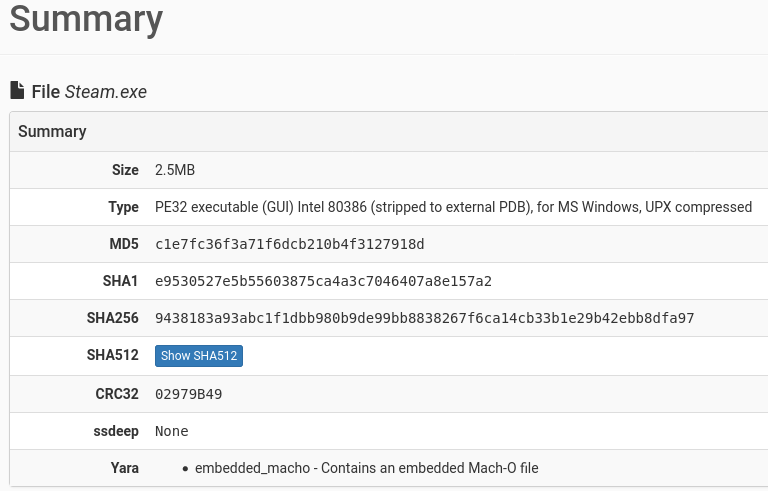 Summary
File Steam.exe
Summary
Size 2.5MB
Type PE32 executable (GUI) Intel 80386 (stripped to external PDB), for MS Windows, UPX compressed
MD5 c1e7fc36f3a71f6dcb210b4f3127918d
SHA1 e9530527e5b55603875ca4a3c7046407a8e157a2
SHA256 9438183a93abc1f1dbb980b9de99bb8838267f6ca14cb33b1e29b42ebb8dfa97
SHA512 Show SHA512
CRC32 02979B49
ssdeep None
Yara • embedded_macho - Contains an embedded Mach-O file